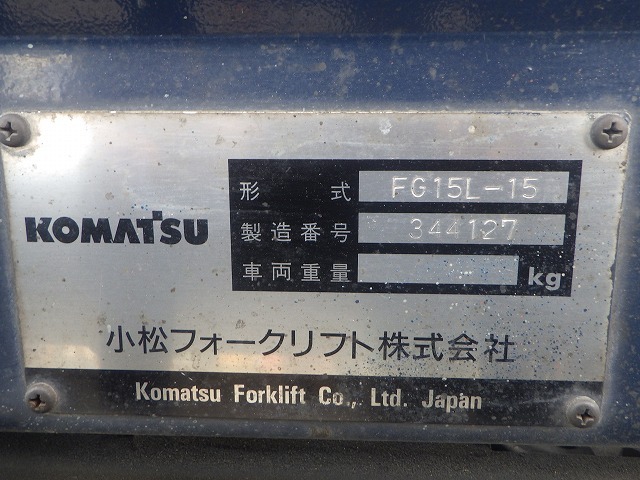 KOMATSU
形式 FG15L-15
製造番号 344127
車両重量 kg
小松フォークリフト株式会社
Komatsu Forklift Co., Ltd. Japan